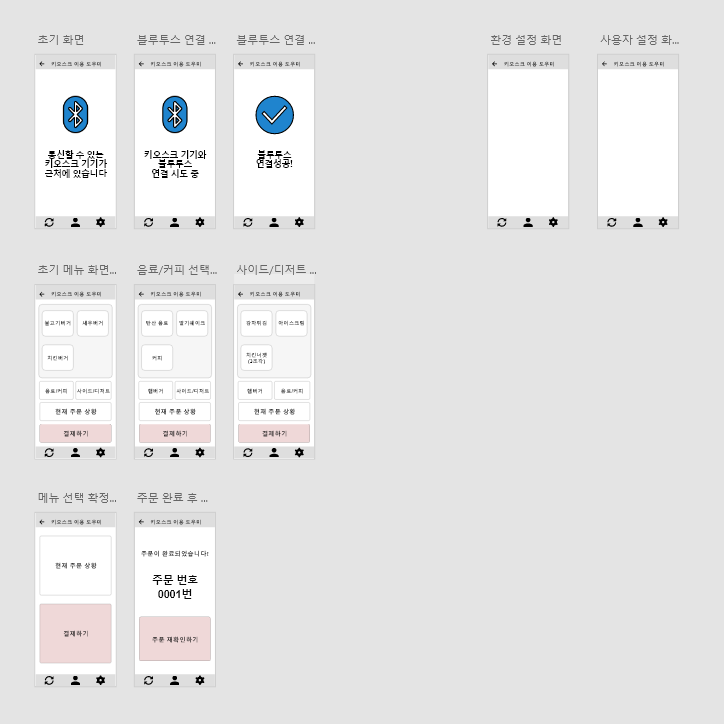 초기 화면
블루투스 연결 ...
블루투스 연결 ...
환경 설정 화면
사용자 설정 화...
키오스크 이용 도우미
키오스크 이용 도우미
키오스크 이용 도우미
키오스크 이용 도우미
키오스크 이용 도우미
통신할 수 있는
키오스크 기기가
근처에 있습니다
키오스크 기기와
블루투스
연결 시도 중
블루투스
연결성공!
초기 메뉴 화면...
음료/커피 선택...
사이드/디저트 ...
키오스크 이용 도우미
키오스크 이용 도우미
키오스크 이용 도우미
불고기버거
새우버거
치킨버거
음료/커피
사이드/디저트
현재 주문 상황
결제하기
탄산 음료
딸기쉐이크
커피
햄버거
사이드/디저트
현재 주문 상황
결제하기
감자튀김
아이스크림
치킨너겟
(2조각)
햄버거
음료/커피
현재 주문 상황
결제하기
메뉴 선택 확정...
주문 완료 후 ...
키오스크 이용 도우미
키오스크 이용 도우미
현재 주문 상황
결제하기
주문이 완료되었습니다!
주문 번호
0001번
주문 재확인하기